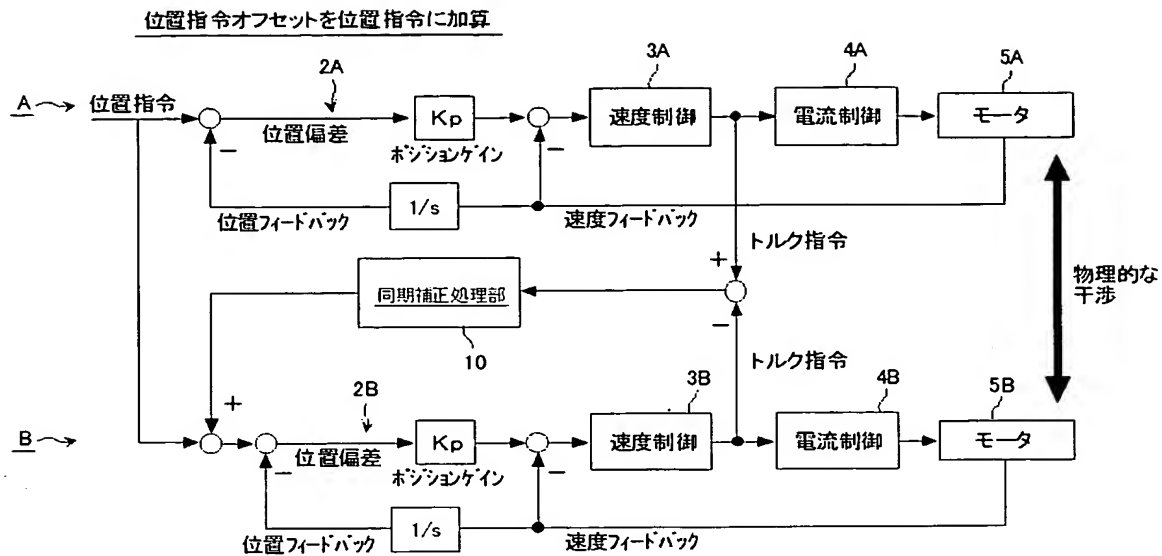 位置指令オフセットを位置指令に加算
A
位置指令
2A
位置偏差
Kp
ポジションゲイン
3A
速度制御
4A
電流制御
5A
モータ
−
−
1/s
位置フィードバック
速度フィードバック
トルク指令
+
同期補正処理部
10
−
トルク指令
物理的な
干渉
B
+
2B
位置偏差
Kp
ポジションゲイン
3B
速度制御
4B
電流制御
5B
モータ
−
−
1/s
位置フィードバック
速度フィードバック